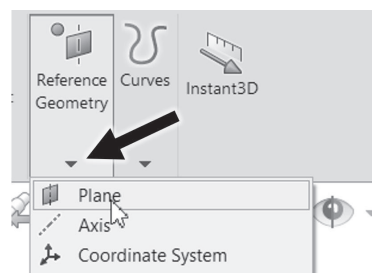 Reference
Geometry
Curves
Instant3D
Plane
Axis
Coordinate System